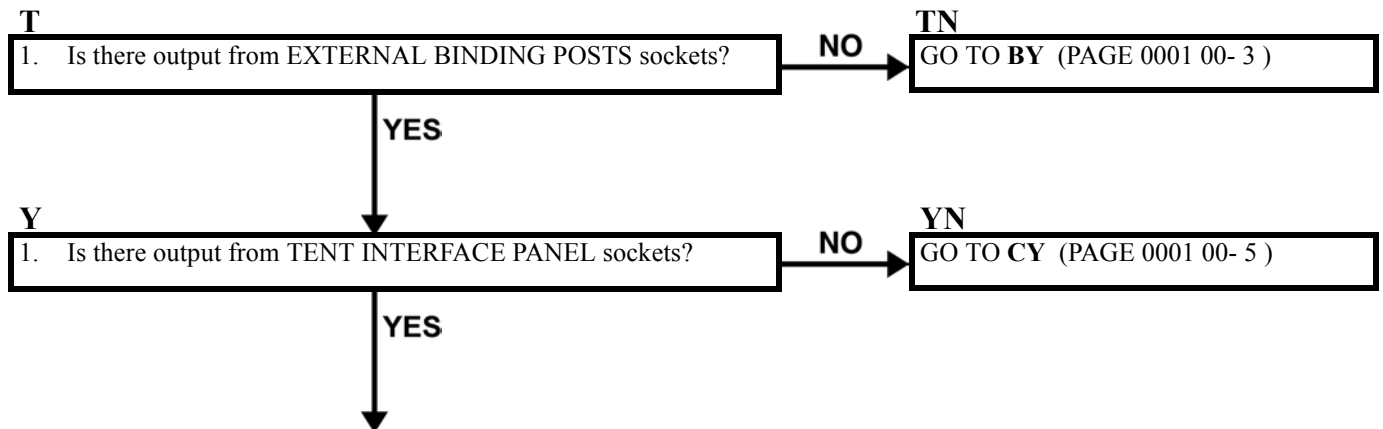 T
1. Is there output from EXTERNAL BINDING POSTS sockets?
NO
TN
GO TO BY (PAGE 0001 00- 3 )
YES
Y
1. Is there output from TENT INTERFACE PANEL sockets?
NO
YN
GO TO CY (PAGE 0001 00- 5 )
YES